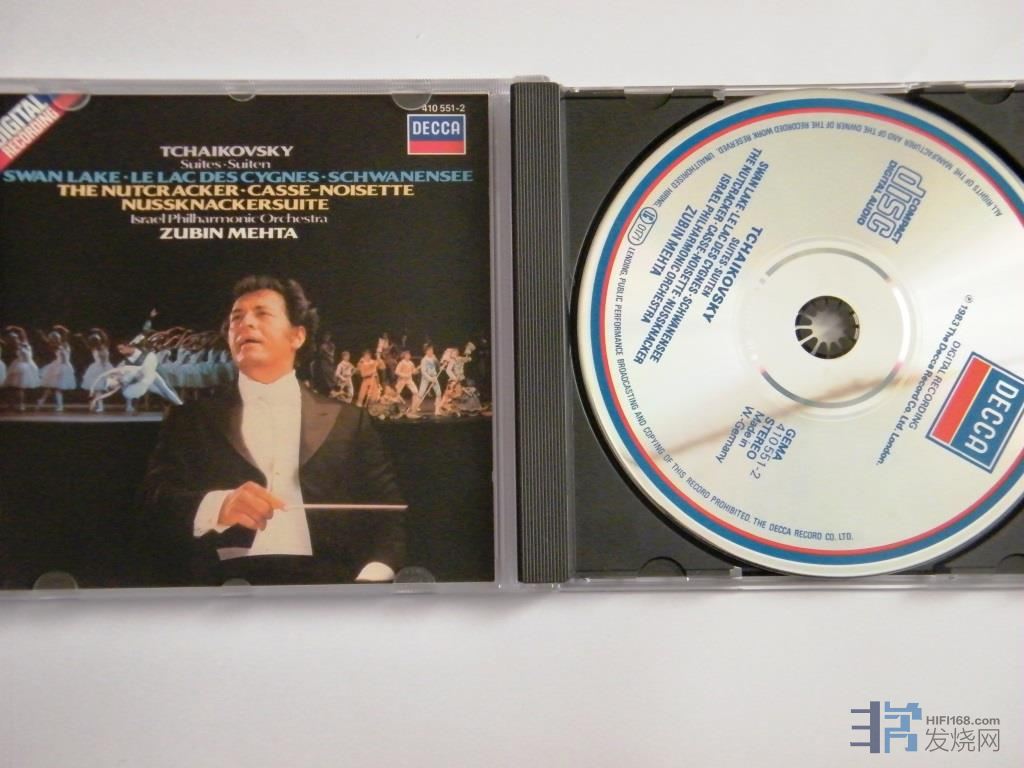 DIGITAL
RECORDING
410 551-2
DECCA
TCHAIKOVSKY
Suites·Suiten
SWAN LAKE·LE LAC DES CYGNES·SCHWANENSEE
THE NUTCRACKER·CASSE-NOISETTE
NUSSKNACKERSUITE
Israel Philharmonic Orchestra
ZUBIN MEHTA
ALL RIGHTS OF THE MANUFACTURER AND OF THE OWNER OF THE RECORDED WORK RESERVED. UNAUTHORISED HIRING, LENDING, PUBLIC PERFORMANCE BROADCASTING AND COPYING OF THIS RECORD PROHIBITED. THE DECCA RECORD CO. LTD.
COMPACT
disc
DIGITAL AUDIO
TCHAIKOVSKY
SUITES·SUITEN
SWAN LAKE·LE LAC DES CYGNES·SCHWANENSEE
THE NUTCRACKER·CASSE-NOISETTE·NUSSKNACKER
ISRAEL PHILHARMONIC ORCHESTRA
ZUBIN MEHTA
0171
DIGITAL RECORDING
℗ 1983 The Decca Record Co. Ltd. London.
DECCA
GEMA
410 551-2
STEREO
Made in
W.-Germany
HIFI168.com
发烧网